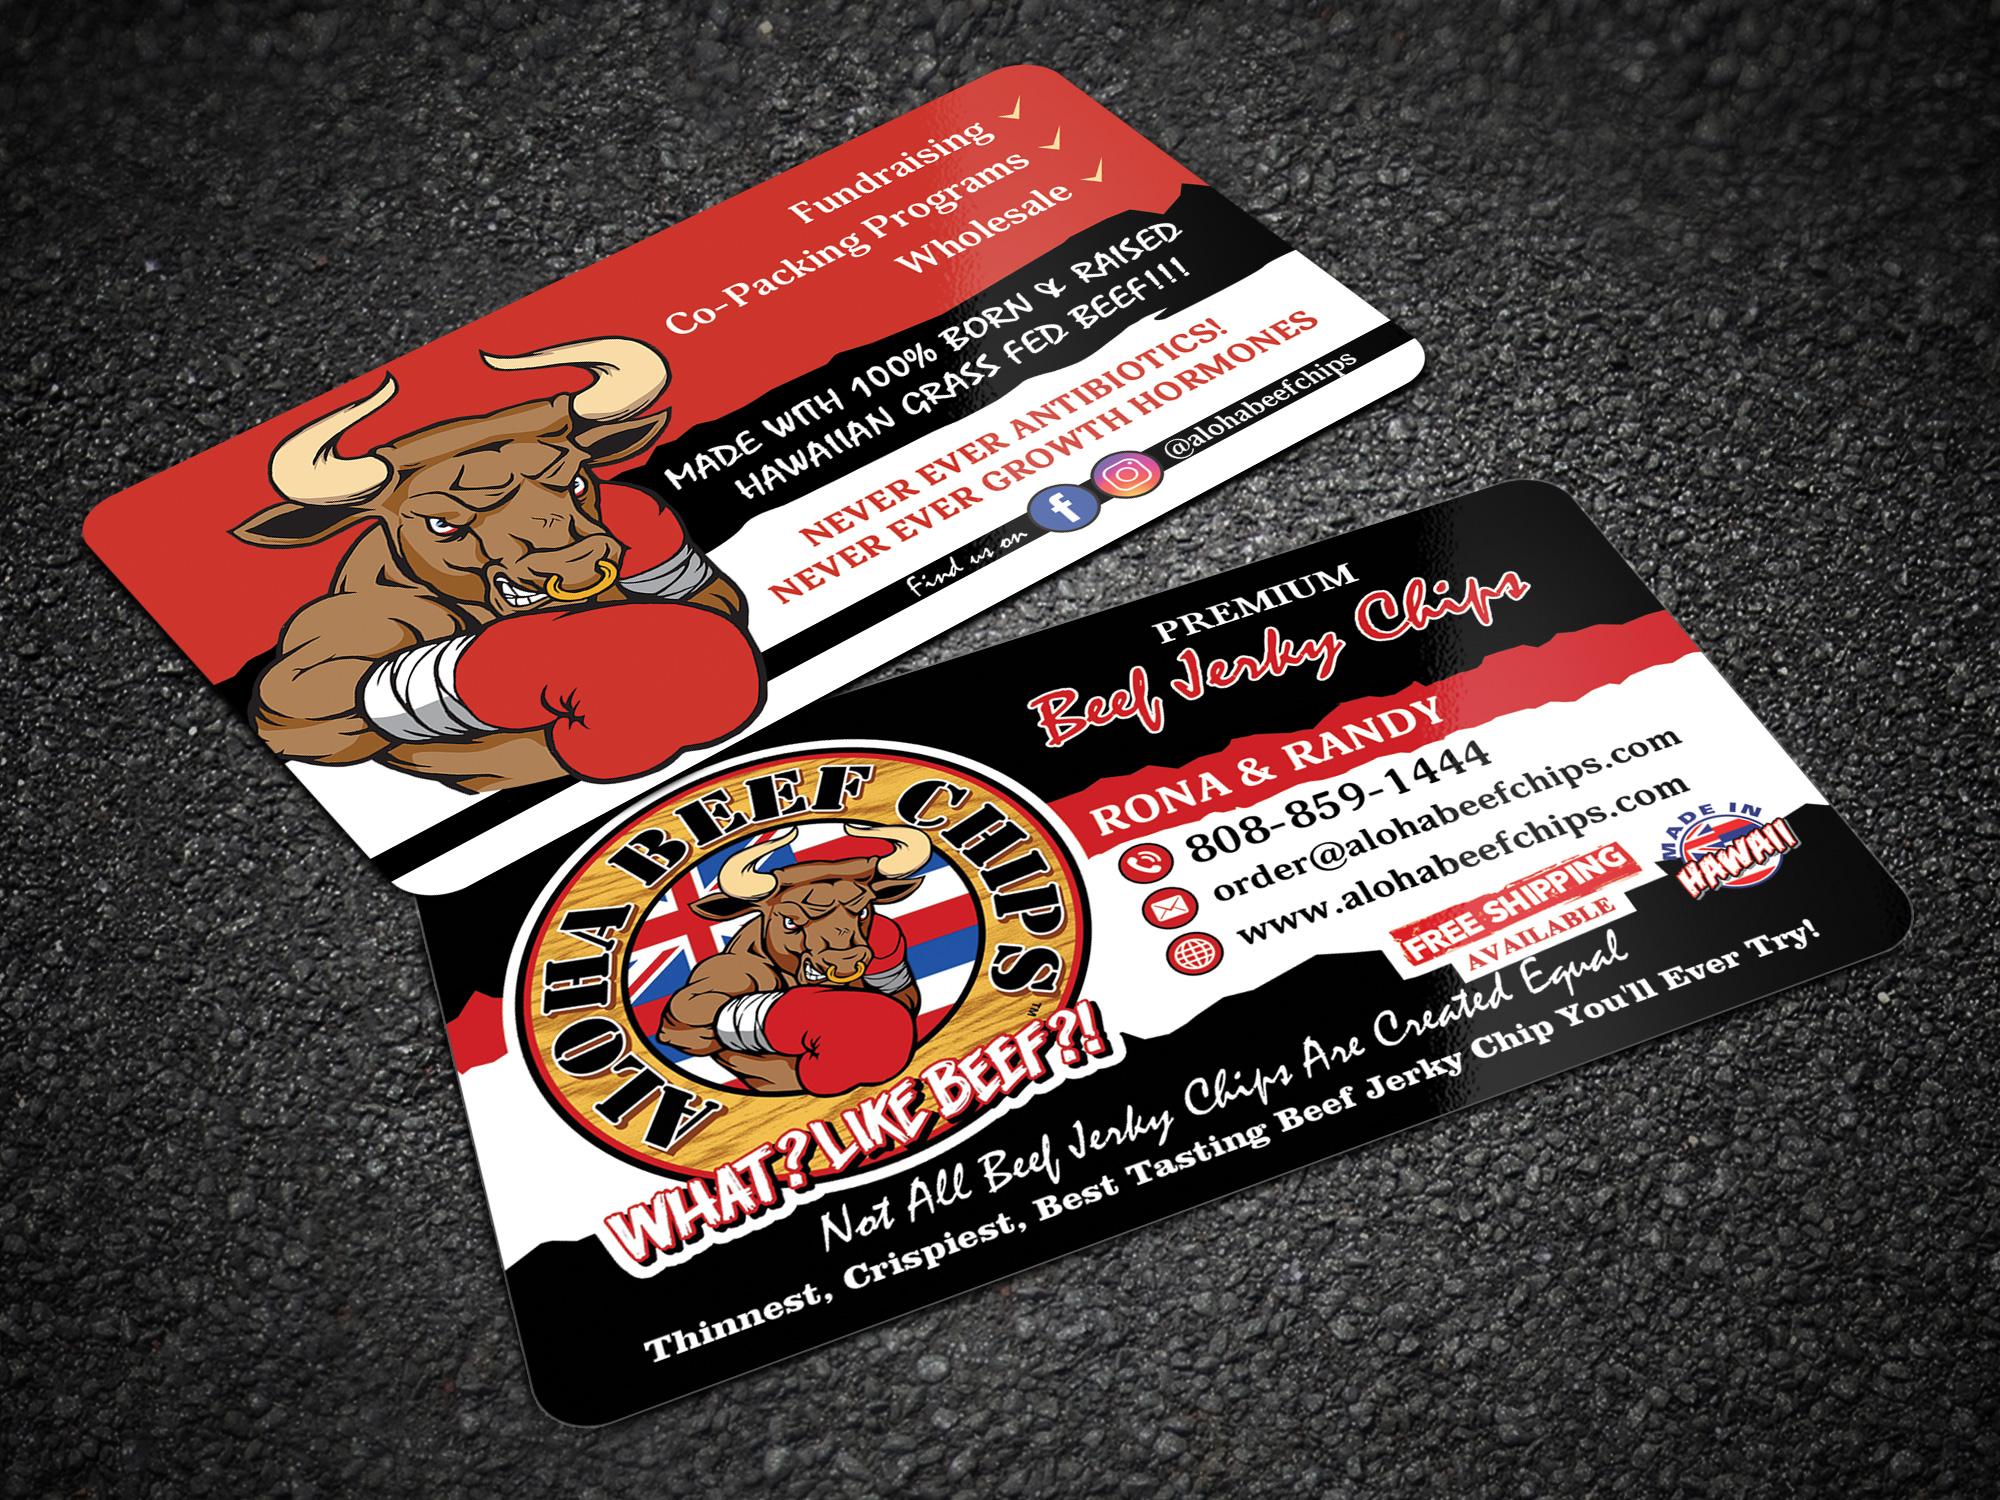 Fundraising
Co-Packing Programs
Wholesale
MADE WITH 100% BORN & RAISED
HAWAIIAN GRASS FED BEEF!!!
NEVER EVER ANTIBIOTICS!
NEVER EVER GROWTH HORMONES
Find us on f @alohabeefchips
PREMIUM
Beef Jerky Chips
RONA & RANDY
808-859-1444
order@alohabeefchips.com
www.alohabeefchips.com
FREE SHIPPING
AVAILABLE
MADE IN
HAWAII
ALOHA BEEF CHIPS
TM
WHAT? LIKE BEEF?!
Not All Beef Jerky Chips Are Created Equal
Thinnest, Crispiest, Best Tasting Beef Jerky Chip You'll Ever Try!